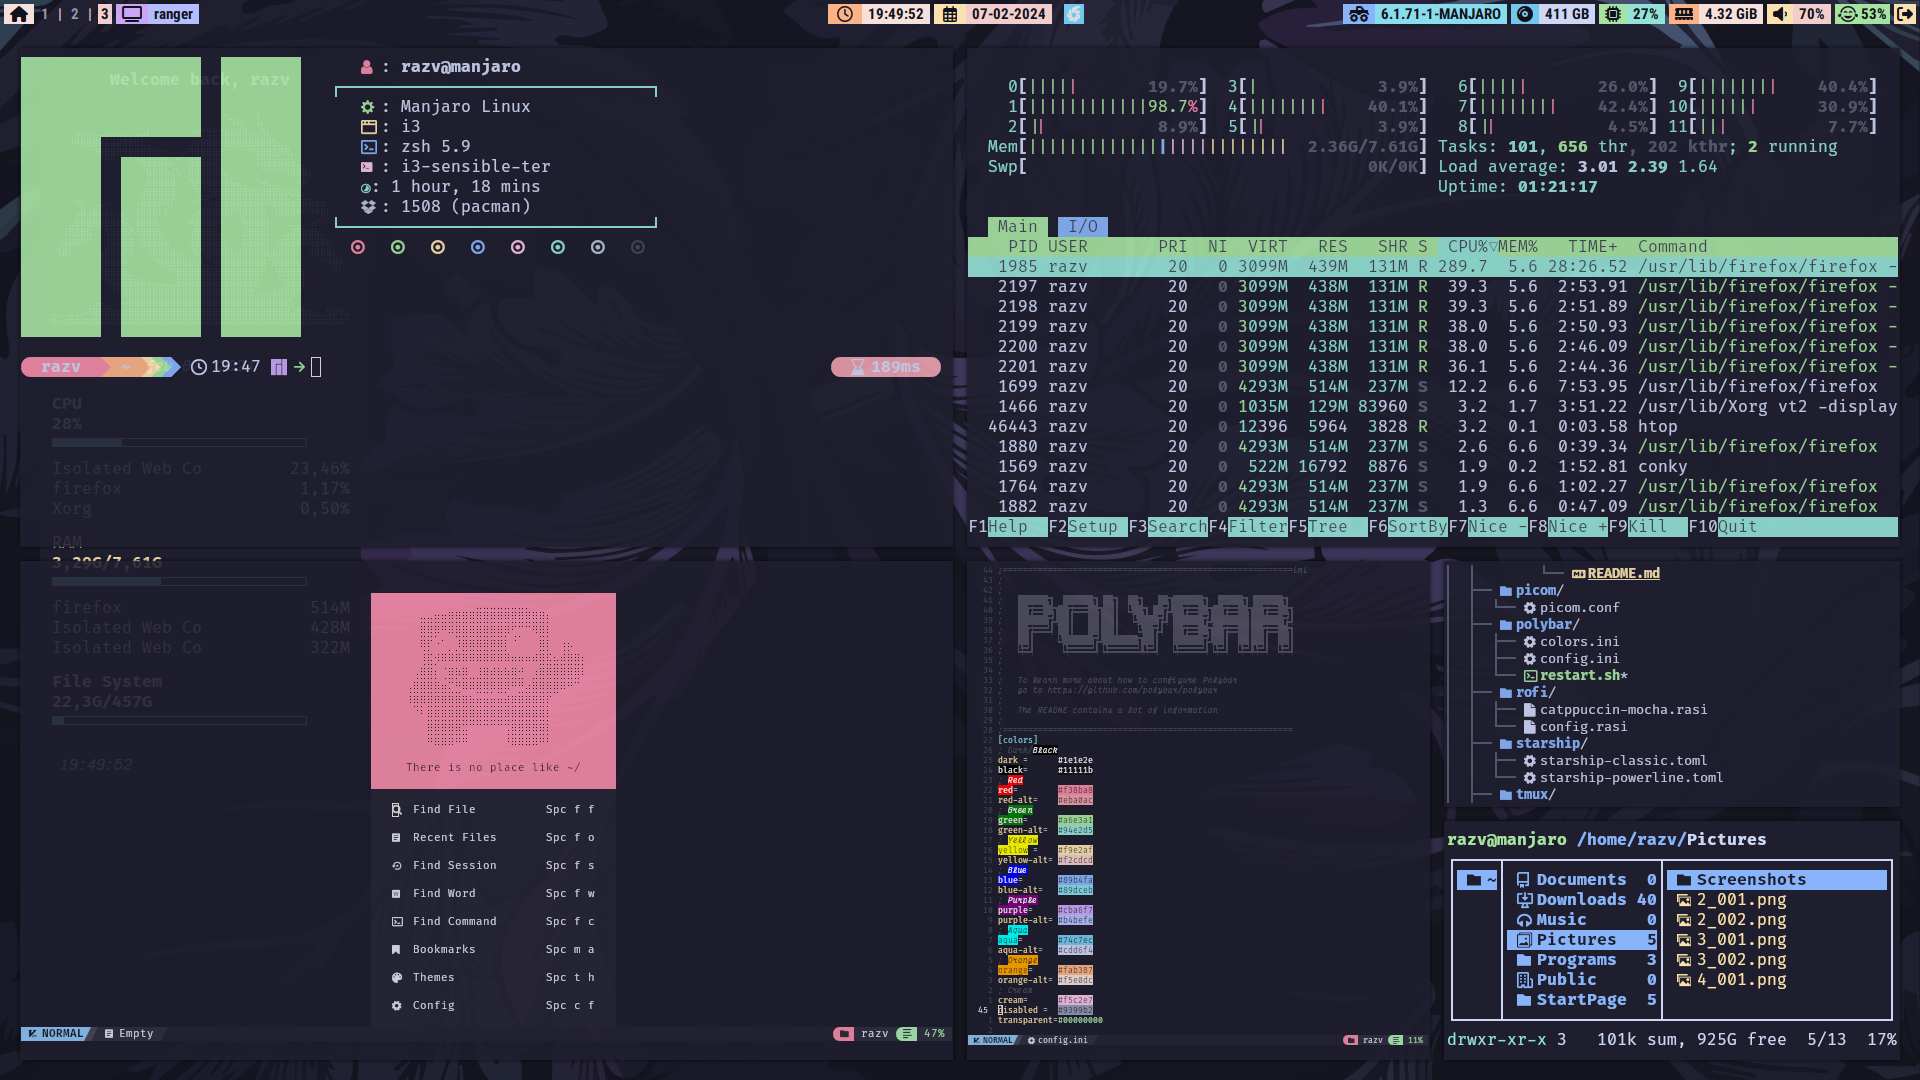 1 | 2 | 3 ranger
19:49:52 07-02-2024
6.1.71-1-MANJARO 411 GB 27% 4.32 GiB 70% 53%
Welcome back, razv
: razv@manjaro
: Manjaro Linux
: i3
: zsh 5.9
: i3-sensible-ter
: 1 hour, 18 mins
: 1508 (pacman)
razv ~ 19:47 189ms
CPU
28%
Isolated Web Co 23,46%
firefox 1,17%
Xorg 0,50%
RAM
3,29G/7,61G
firefox 514M
Isolated Web Co 428M
Isolated Web Co 322M
File System
22,3G/457G
19:49:52
0[||||| 19.7%] 3[| 3.9%] 6[||||| 26.0%] 9[|||||||| 40.4%]
1[||||||||||||98.7%] 4[|||||||| 40.1%] 7[|||||||| 42.4%] 10[|||||| 30.9%]
2[|| 8.9%] 5[|| 3.9%] 8[|| 4.5%] 11[||| 7.7%]
Mem[|||||||||||||||||||||||||| 2.36G/7.61G] Tasks: 101, 656 thr, 202 kthr; 2 running
Swp[ 0K/0K] Load average: 3.01 2.39 1.64
Uptime: 01:21:17
Main I/O
PID USER PRI NI VIRT RES SHR S CPU%▽MEM% TIME+ Command
1985 razv 20 0 3099M 439M 131M R 289.7 5.6 28:26.52 /usr/lib/firefox/firefox -
2197 razv 20 0 3099M 438M 131M R 39.3 5.6 2:53.91 /usr/lib/firefox/firefox -
2198 razv 20 0 3099M 438M 131M R 39.3 5.6 2:51.89 /usr/lib/firefox/firefox -
2199 razv 20 0 3099M 438M 131M R 38.0 5.6 2:50.93 /usr/lib/firefox/firefox -
2200 razv 20 0 3099M 438M 131M R 38.0 5.6 2:46.09 /usr/lib/firefox/firefox -
2201 razv 20 0 3099M 438M 131M R 36.1 5.6 2:44.36 /usr/lib/firefox/firefox -
1699 razv 20 0 4293M 514M 237M S 12.2 6.6 7:53.95 /usr/lib/firefox/firefox
1466 razv 20 0 1035M 129M 83960 S 3.2 1.7 3:51.22 /usr/lib/Xorg vt2 -display
46443 razv 20 0 12396 5964 3828 R 3.2 0.1 0:03.58 htop
1880 razv 20 0 4293M 514M 237M S 2.6 6.6 0:39.34 /usr/lib/firefox/firefox
1569 razv 20 0 522M 16792 8876 S 1.9 0.2 1:52.81 conky
1764 razv 20 0 4293M 514M 237M S 1.9 6.6 1:02.27 /usr/lib/firefox/firefox
1882 razv 20 0 4293M 514M 237M S 1.3 6.6 0:47.09 /usr/lib/firefox/firefox
F1Help F2Setup F3SearchF4FilterF5Tree F6SortByF7Nice -F8Nice +F9Kill F10Quit
There is no place like ~/
Find File Spc f f
Recent Files Spc f o
Find Session Spc f s
Find Word Spc f w
Find Command Spc f c
Bookmarks Spc m a
Themes Spc t h
Config Spc c f
NORMAL Empty razv 47%
POLYBAR
To learn more about how to configure Polybar
go to https://github.com/polybar/polybar
The README contains a lot of information
[colors]
; Dark/Black
dark = #1e1e2e
black= #11111b
; Red
red= #f38ba8
red-alt= #eba0ac
; Green
green= #a6e3a1
green-alt= #94e2d5
; Yellow
yellow = #f9e2af
yellow-alt= #f2cdcd
; Blue
blue= #89b4fa
blue-alt= #89dceb
; Purple
purple= #cba6f7
purple-alt= #b4befe
; Aqua
aqua= #74c7ec
aqua-alt= #cdd6f4
; Orange
orange= #fab387
orange-alt= #f5e0dc
; Cream
cream= #f5c2e7
45 disabled = #9399b2
transparent=#00000000
NORMAL config.ini razv 11%
README.md
picom/
picom.conf
polybar/
colors.ini
config.ini
restart.sh*
rofi/
catppuccin-mocha.rasi
config.rasi
starship/
starship-classic.toml
starship-powerline.toml
tmux/
razv@manjaro /home/razv/Pictures
~ Documents 0 Screenshots
Downloads 40 2_001.png
Music 0 2_002.png
Pictures 5 3_001.png
Programs 3 3_002.png
Public 0 4_001.png
StartPage 5
drwxr-xr-x 3 101k sum, 925G free 5/13 17%